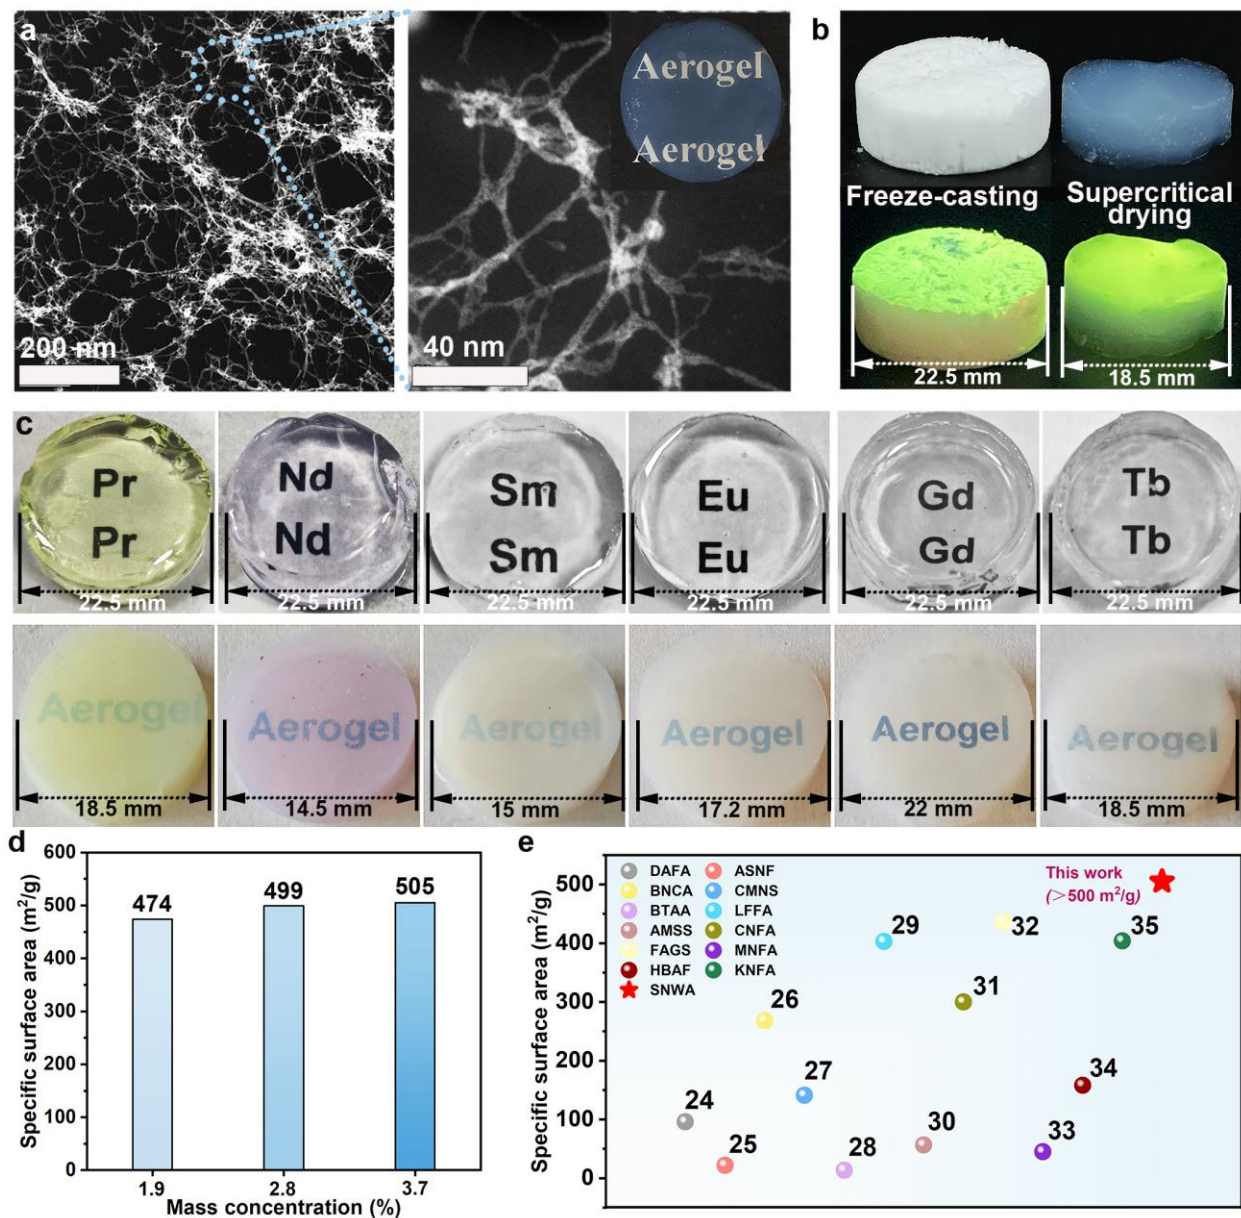 a
Aerogel
Aerogel
200 nm
40 nm
b
Freeze-casting
Supercritical
drying
22.5 mm
18.5 mm
c
Pr
Pr
22.5 mm
Nd
Nd
22.5 mm
Sm
Sm
22.5 mm
Eu
Eu
22.5 mm
Gd
Gd
22.5 mm
Tb
Tb
22.5 mm
Aerogel
18.5 mm
Aerogel
14.5 mm
Aerogel
15 mm
Aerogel
17.2 mm
Aerogel
22 mm
Aerogel
18.5 mm
d
Specific surface area (m²/g)
600
500
400
300
200
100
0
474
499
505
1.9
2.8
3.7
Mass concentration (%)
e
Specific surface area (m²/g)
500
400
300
200
100
0
DAFA
BNCA
BTAA
AMSS
FAGS
HBAF
SNWA
ASNF
CMNS
LFFA
CNFA
MNFA
KNFA
This work
(>500 m²/g)
24
25
26
27
28
29
30
31
32
33
34
35